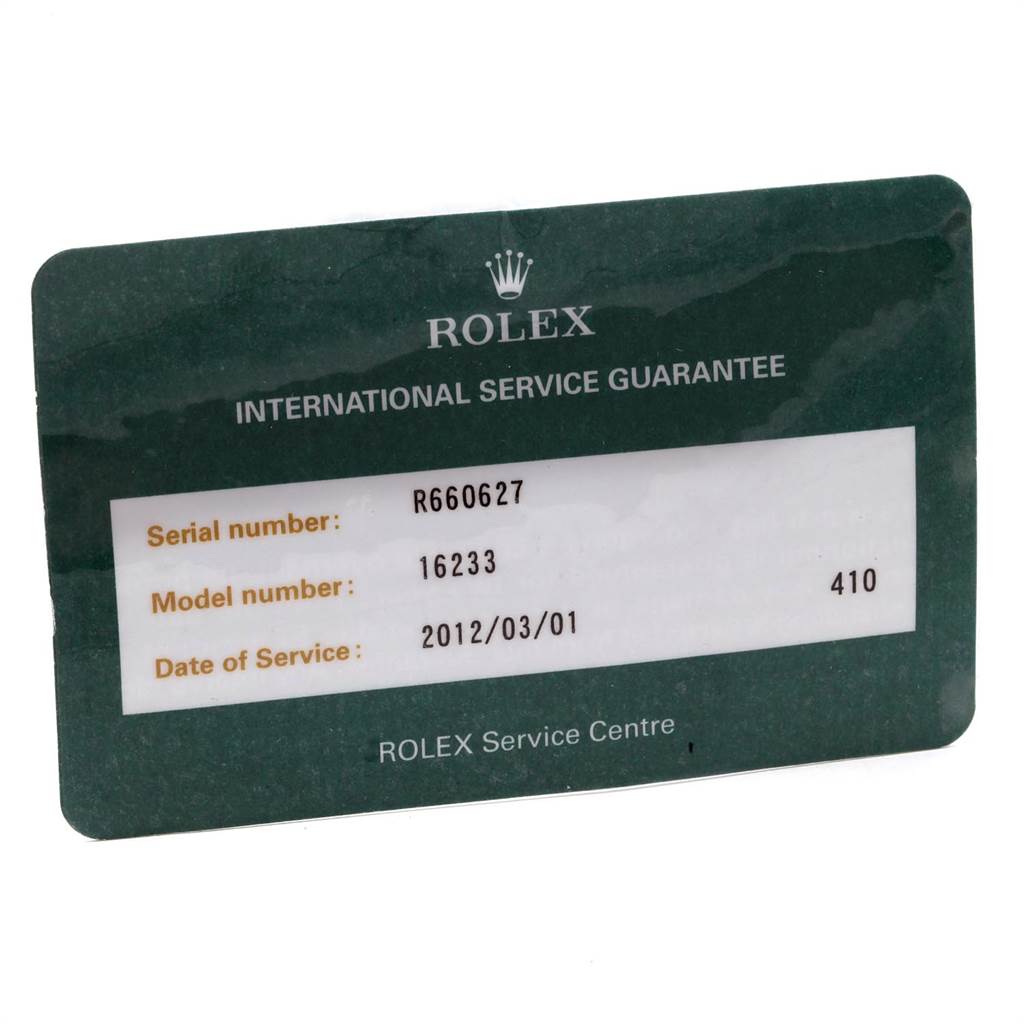 ROLEX
INTERNATIONAL SERVICE GUARANTEE
Serial number: R660627
Model number: 16233
410
Date of Service: 2012/03/01
ROLEX Service Centre